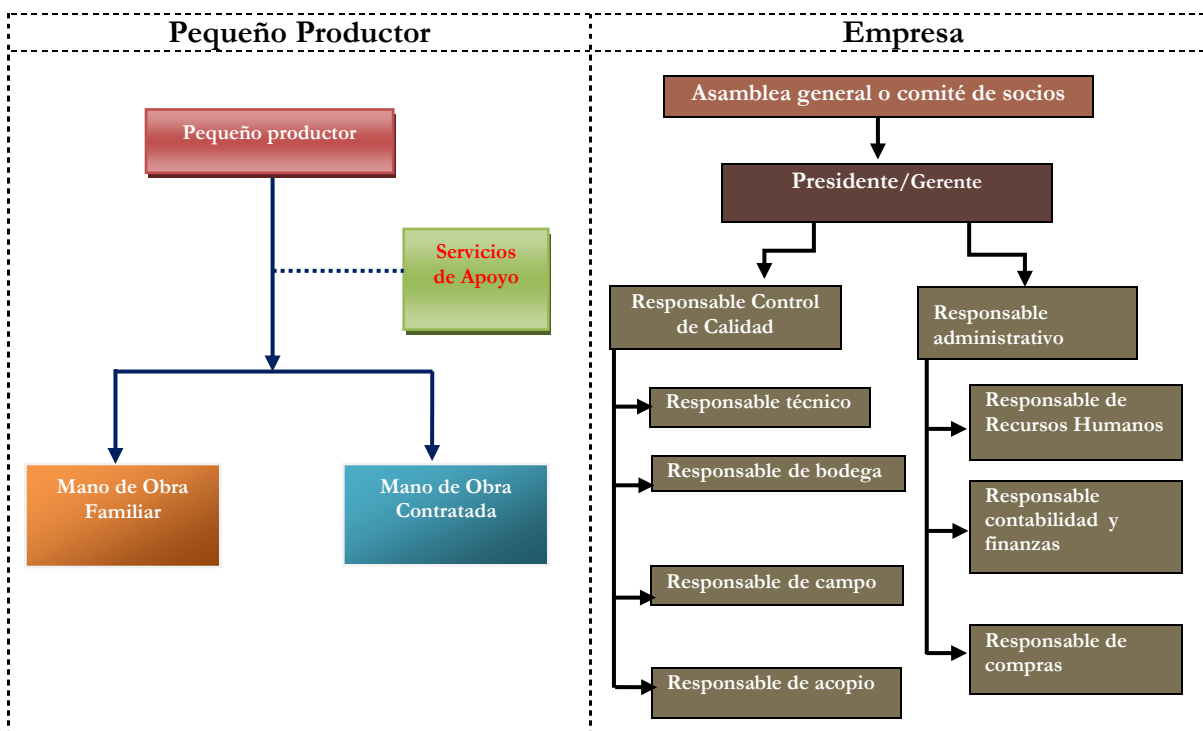 Pequeño Productor
Pequeño productor
Servicios
de Apoyo
Mano de Obra
Familiar
Mano de Obra
Contratada
Empresa
Asamblea general o comité de socios
Presidente/Gerente
Responsable Control
de Calidad
Responsable técnico
Responsable de bodega
Responsable de campo
Responsable de acopio
Responsable
administrativo
Responsable de
Recursos Humanos
Responsable
contabilidad y
finanzas
Responsable de
compras